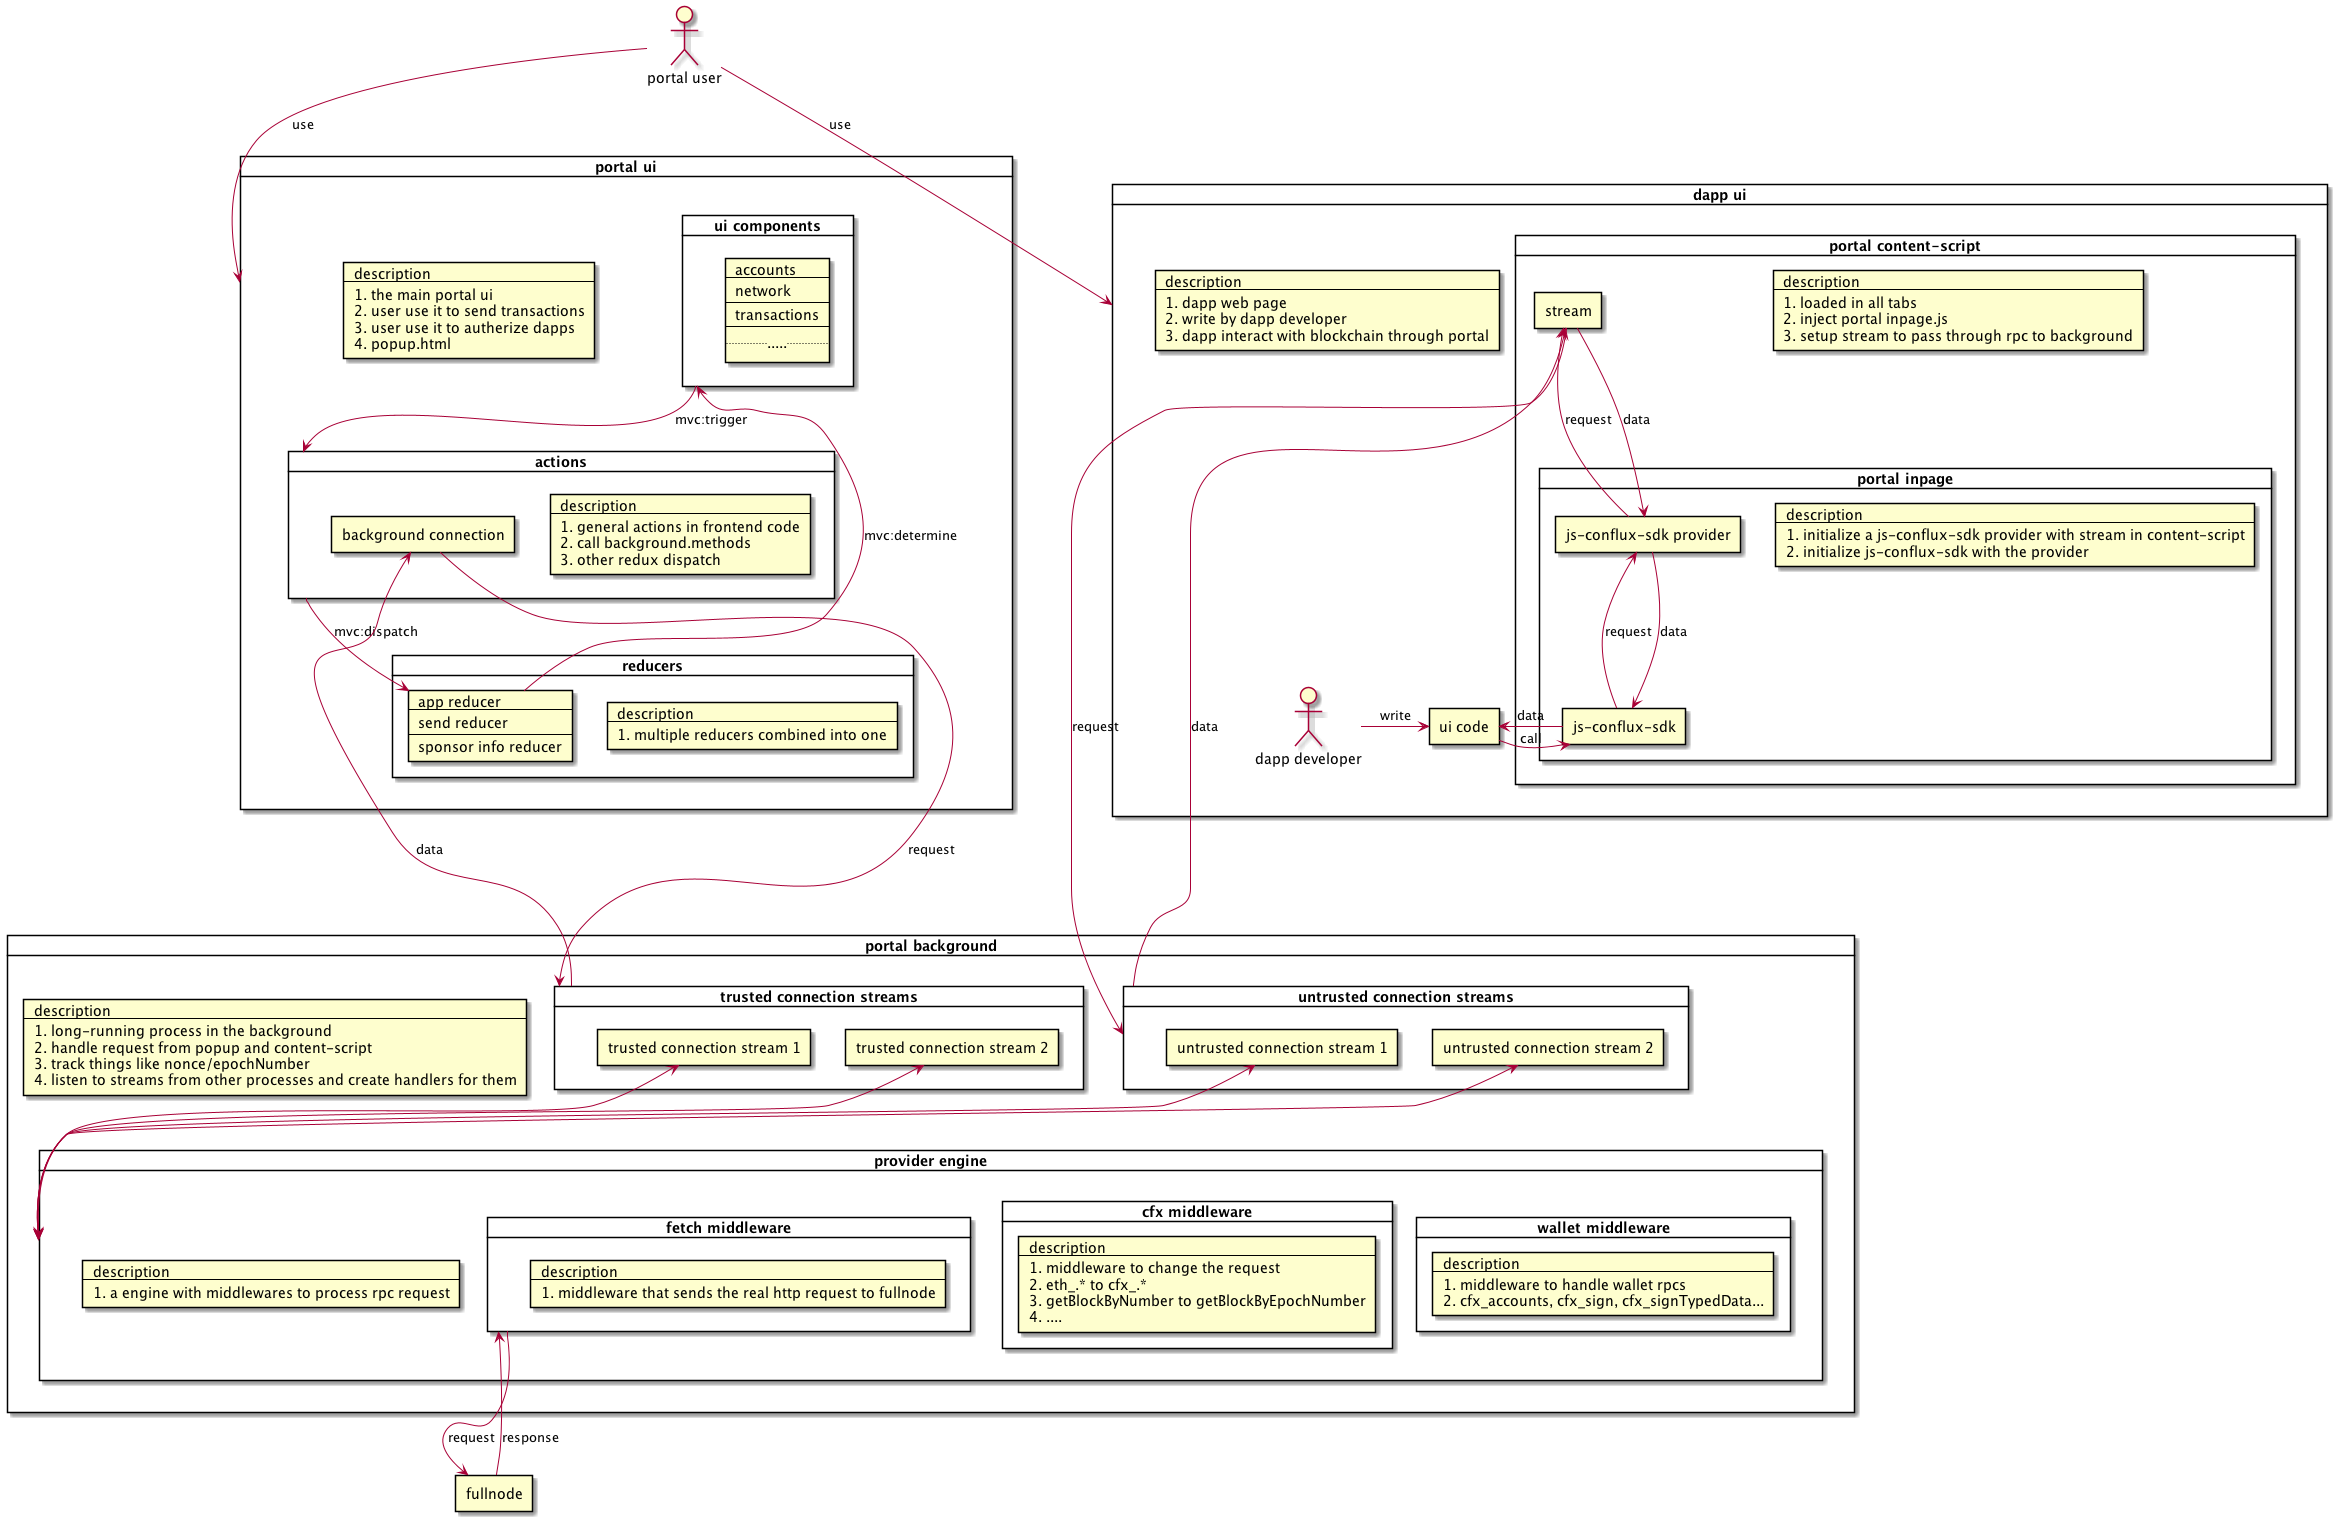 portal user
use
use
portal ui
ui components
accounts
network
transactions
.....
description
1. the main portal ui
2. user use it to send transactions
3. user use it to autherize dapps
4. popup.html
mvc:trigger
actions
background connection
description
1. general actions in frontend code
2. call background.methods
3. other redux dispatch
mvc:determine
mvc:dispatch
reducers
app reducer
send reducer
sponsor info reducer
description
1. multiple reducers combined into one
data
request
dapp ui
description
1. dapp web page
2. write by dapp developer
3. dapp interact with blockchain through portal
portal content-script
stream
description
1. loaded in all tabs
2. inject portal inpage.js
3. setup stream to pass through rpc to background
request
data
portal inpage
js-conflux-sdk provider
description
1. initialize a js-conflux-sdk provider with stream in content-script
2. initialize js-conflux-sdk with the provider
request
data
dapp developer
write
ui code
data
call
js-conflux-sdk
request
data
portal background
description
1. long-running process in the background
2. handle request from popup and content-script
3. track things like nonce/epochNumber
4. listen to streams from other processes and create handlers for them
trusted connection streams
trusted connection stream 1
trusted connection stream 2
untrusted connection streams
untrusted connection stream 1
untrusted connection stream 2
provider engine
description
1. a engine with middlewares to process rpc request
fetch middleware
description
1. middleware that sends the real http request to fullnode
cfx middleware
description
1. middleware to change the request
2. eth_.* to cfx_.*
3. getBlockByNumber to getBlockByEpochNumber
4. ....
wallet middleware
description
1. middleware to handle wallet rpcs
2. cfx_accounts, cfx_sign, cfx_signTypedData...
request
response
fullnode